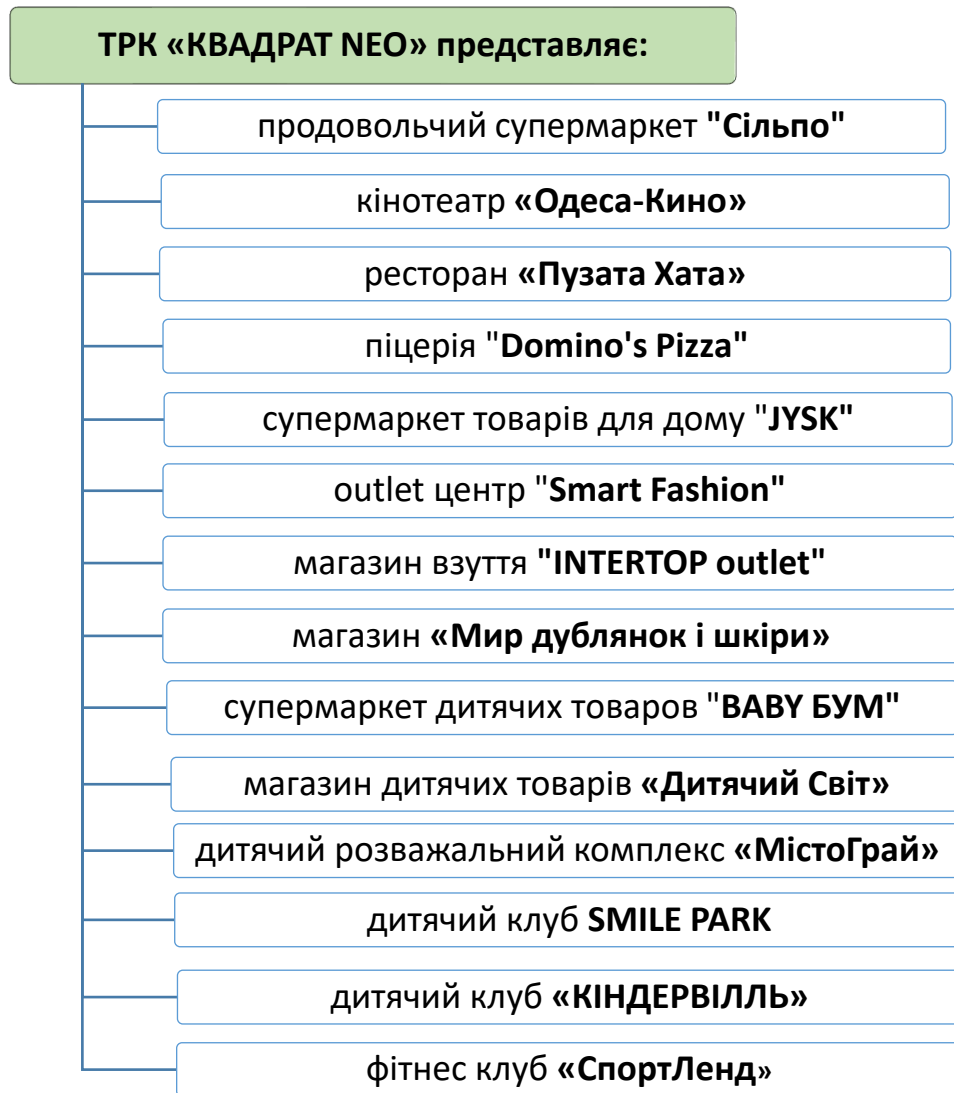 ТРК «КВАДРАТ NEO» представляє:
продовольчий супермаркет "Сільпо"
кінотеатр «Одеса-Кино»
ресторан «Пузата Хата»
піцерія "Domino's Pizza"
супермаркет товарів для дому "JYSK"
outlet центр "Smart Fashion"
магазин взуття "INTERTOP outlet"
магазин «Мир дублянок і шкіри»
супермаркет дитячих товаров "BABY БУМ"
магазин дитячих товарів «Дитячий Світ»
дитячий розважальний комплекс «МістоГрай»
дитячий клуб SMILE PARK
дитячий клуб «КІНДЕРВІЛЛЬ»
фітнес клуб «СпортЛенд»